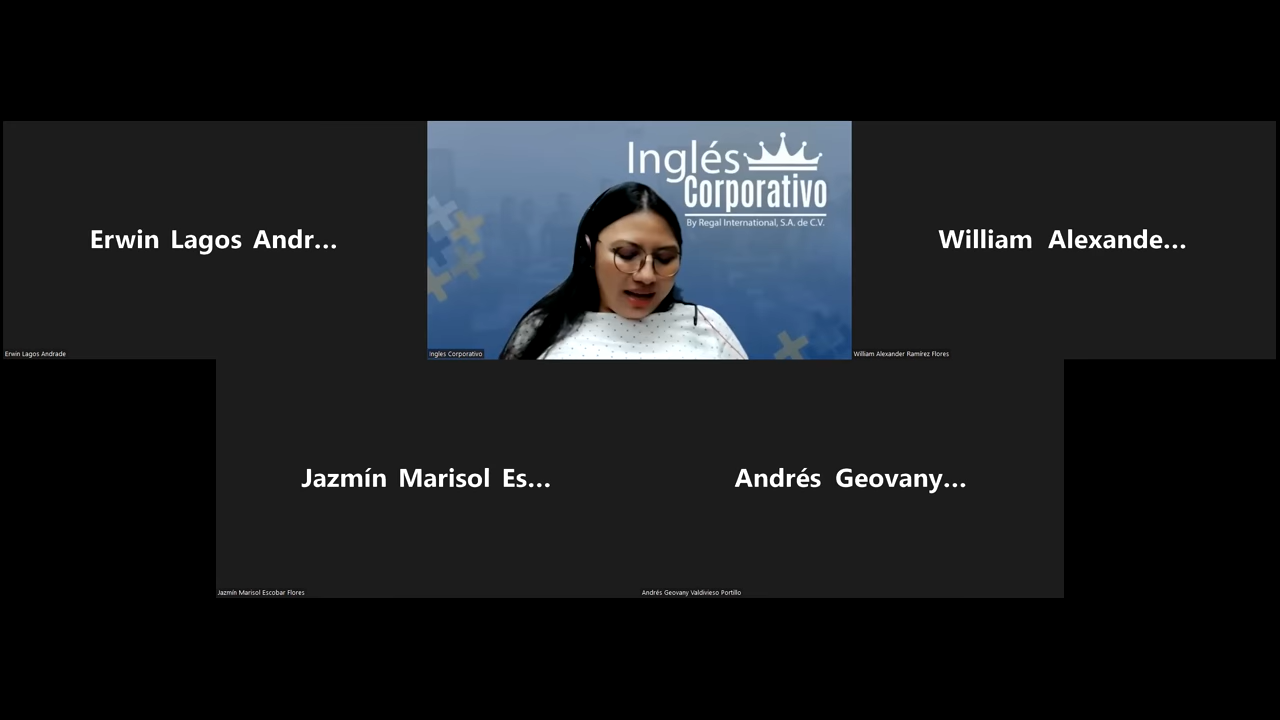 Erwin Lagos Andr...
Erwin Lagos Andrade
Inglés
Corporativo
By Regal International, S.A. de C.V.
Ingles Corporativo
William Alexande...
William Alexander Ramírez Flores
Jazmín Marisol Es...
Jazmín Marisol Escobar Flores
Andrés Geovany...
Andrés Geovany Valdivieso Portillo